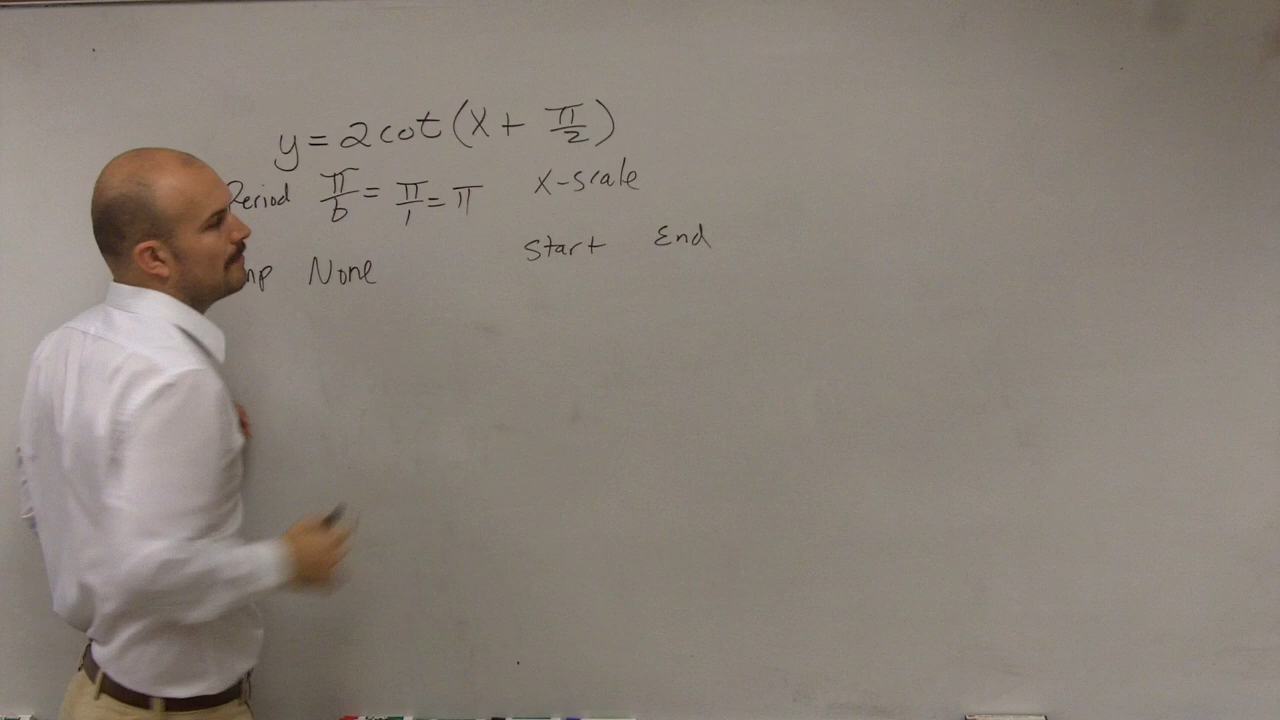 y = 2cot(x + π/2)
Period π/b = π/1 = π
x-scale
Start End
None